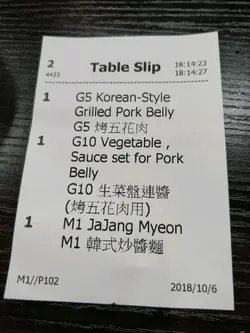 2 Table Slip 18:14:23
4433 18:14:27
1 G5 Korean-Style
Grilled Pork Belly
G5 烤五花肉
1 G10 Vegetable ,
Sauce set for Pork
Belly
G10 生菜盤連醬
(烤五花肉用)
1 M1 JaJang Myeon
M1 韓式炒醬麵
M1//P102 2018/10/6